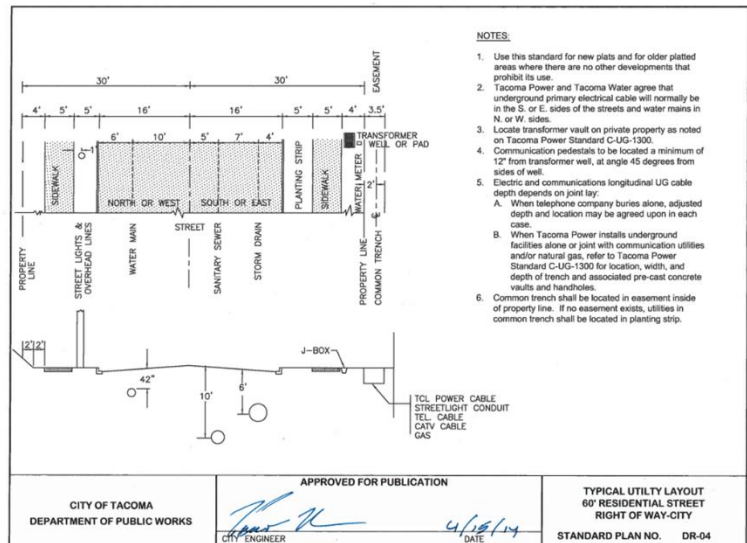 30'
30'
EASEMENT
4'
5'
5'
16'
16'
5'
5'
4'
3.5'
6'
10'
5'
7'
4'
1'
TRANSFORMER
WELL OR PAD
SIDEWALK
NORTH OR WEST
SOUTH OR EAST
PLANTING STRIP
SIDEWALK
WATER METER
2'
PROPERTY
LINE
STREET LIGHTS &
OVERHEAD LINES
WATER MAIN
STREET
SANITARY SEWER
STORM DRAIN
PROPERTY LINE
COMMON TRENCH
2'
2'
42"
10'
6'
J-BOX
TCL POWER CABLE
STREETLIGHT CONDUIT
TEL. CABLE
CATV CABLE
GAS
NOTES:
1. Use this standard for new plats and for older platted
areas where there are no other developments that
prohibit its use.
2. Tacoma Power and Tacoma Water agree that
underground primary electrical cable will normally be
in the S. or E. sides of the streets and water mains in
N. or W. sides.
3. Locate transformer vault on private property as noted
on Tacoma Power Standard C-UG-1300.
4. Communication pedestals to be located a minimum of
12" from transformer well, at angle 45 degrees from
sides of well.
5. Electric and communications longitudinal UG cable
depth depends on joint lay:
A. When telephone company buries alone, adjusted
depth and location may be agreed upon in each
case.
B. When Tacoma Power installs underground
facilities alone or joint with communication utilities
and/or natural gas, refer to Tacoma Power
Standard C-UG-1300 for location, width, and
depth of trench and associated pre-cast concrete
vaults and handholes.
6. Common trench shall be located in easement inside
of property line. If no easement exists, utilities in
common trench shall be located in planting strip.
CITY OF TACOMA
DEPARTMENT OF PUBLIC WORKS
APPROVED FOR PUBLICATION
4/15/14
CITY ENGINEER
DATE
TYPICAL UTILTY LAYOUT
60' RESIDENTIAL STREET
RIGHT OF WAY-CITY
STANDARD PLAN NO. DR-04